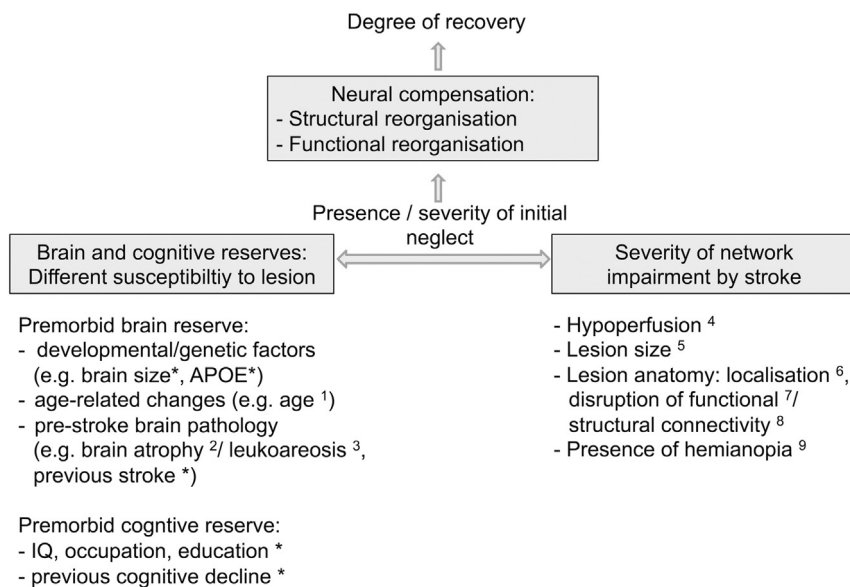 Degree of recovery
Neural compensation:
- Structural reorganisation
- Functional reorganisation
Presence / severity of initial
neglect
Brain and cognitive reserves:
Different susceptibiltiy to lesion
Severity of network
impairment by stroke
Premorbid brain reserve:
- developmental/genetic factors
(e.g. brain size*, APOE*)
- age-related changes (e.g. age ¹)
- pre-stroke brain pathology
(e.g. brain atrophy ²/ leukoareosis ³,
previous stroke *)
Premorbid cogntive reserve:
- IQ, occupation, education *
- previous cognitive decline *
- Hypoperfusion ⁴
- Lesion size ⁵
- Lesion anatomy: localisation ⁶,
disruption of functional ⁷/
structural connectivity ⁸
- Presence of hemianopia ⁹